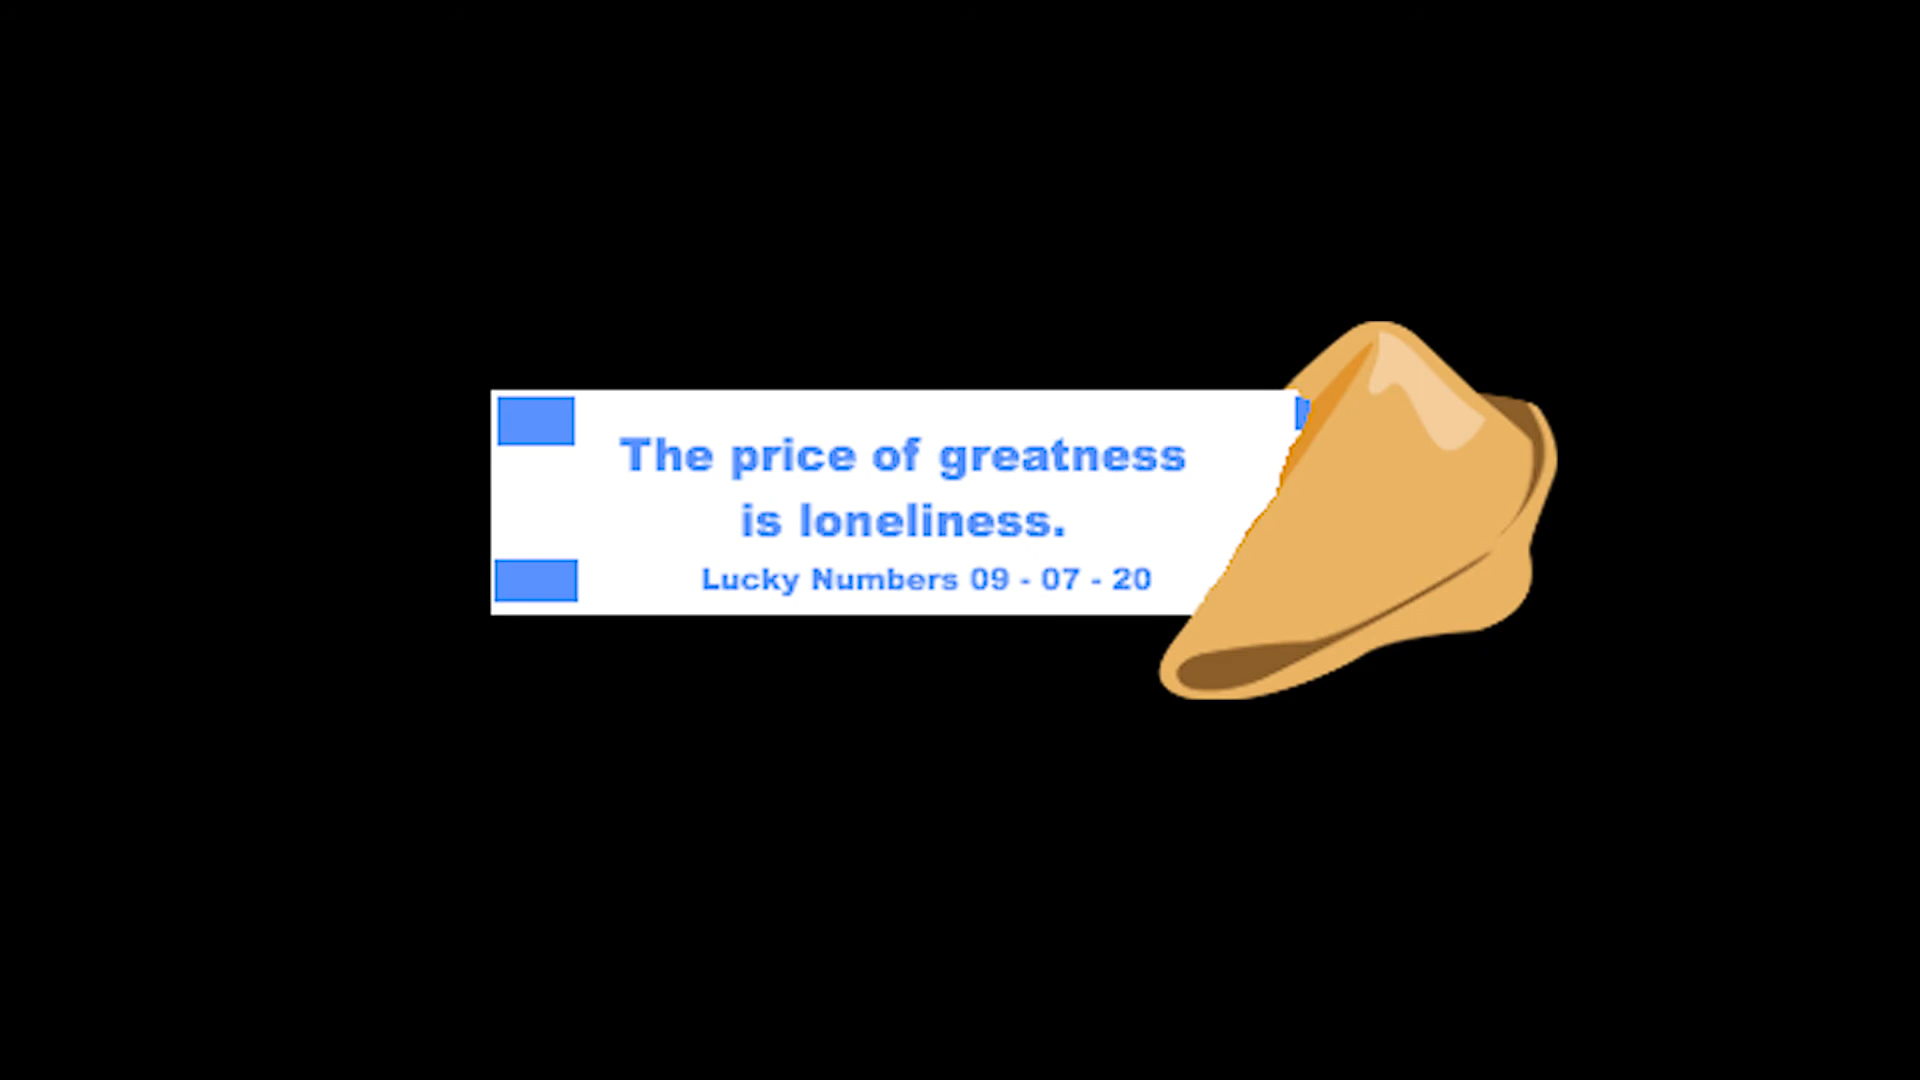 The price of greatness
is loneliness.
Lucky Numbers 09 - 07 - 20